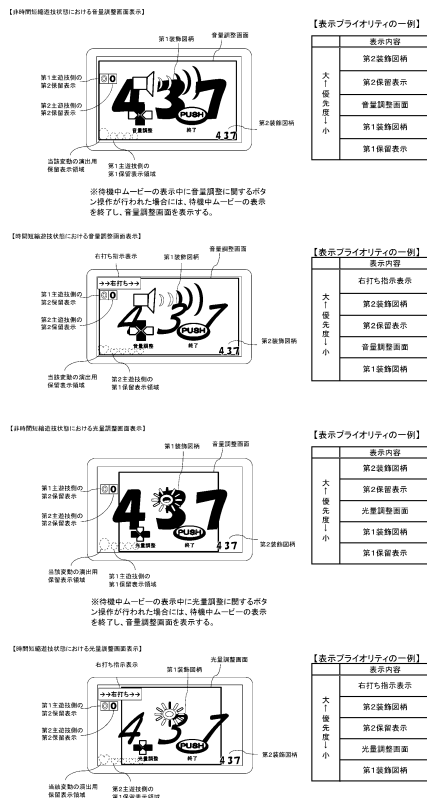 【非時間短縮遊技状態における音量調整画面表示】
第1装飾図柄
音量調整画面
第1主遊技側の
第2保留表示
第2主遊技側の
第2保留表示
0
4 3 7
PUSH
音量調整
終了
437
第2装飾図柄
当該変動の演出用
保留表示領域
第1主遊技側の
第1保留表示領域
※待機中ムービーの表示中に音量調整に関するボタ
ン操作が行われた場合には、待機中ムービーの表示
を終了し、音量調整画面を表示する。
【表示プライオリティの一例】
表示内容
大↑優先度↓小
第2装飾図柄
第2保留表示
音量調整画面
第1装飾図柄
第1保留表示
【時間短縮遊技状態における音量調整画面表示】
右打ち指示表示
第1装飾図柄
音量調整画面
→→右打ち→→
第1主遊技側の
第2保留表示
第2主遊技側の
第2保留表示
0
4 3 7
PUSH
音量調整
終了
437
第2装飾図柄
当該変動の演出用
保留表示領域
第2主遊技側の
第1保留表示領域
【表示プライオリティの一例】
表示内容
大↑優先度↓小
右打ち指示表示
第2装飾図柄
第2保留表示
音量調整画面
第1装飾図柄
【非時間短縮遊技状態における光量調整画面表示】
第1装飾図柄
音量調整画面
第1主遊技側の
第2保留表示
第2主遊技側の
第2保留表示
0
4 3 7
PUSH
光量調整
終了
437
第2装飾図柄
当該変動の演出用
保留表示領域
第1主遊技側の
第1保留表示領域
※待機中ムービーの表示中に光量調整に関するボタ
ン操作が行われた場合には、待機中ムービーの表示
を終了し、音量調整画面を表示する。
【表示プライオリティの一例】
表示内容
大↑優先度↓小
第2装飾図柄
第2保留表示
光量調整画面
第1装飾図柄
第1保留表示
【時間短縮遊技状態における光量調整画面表示】
右打ち指示表示
第1装飾図柄
光量調整画面
→→右打ち→→
第1主遊技側の
第2保留表示
第2主遊技側の
第2保留表示
0
4 3 7
PUSH
光量調整
終了
437
第2装飾図柄
当該変動の演出用
保留表示領域
第2主遊技側の
第1保留表示領域
【表示プライオリティの一例】
表示内容
大↑優先度↓小
右打ち指示表示
第2装飾図柄
第2保留表示
光量調整画面
第1装飾図柄